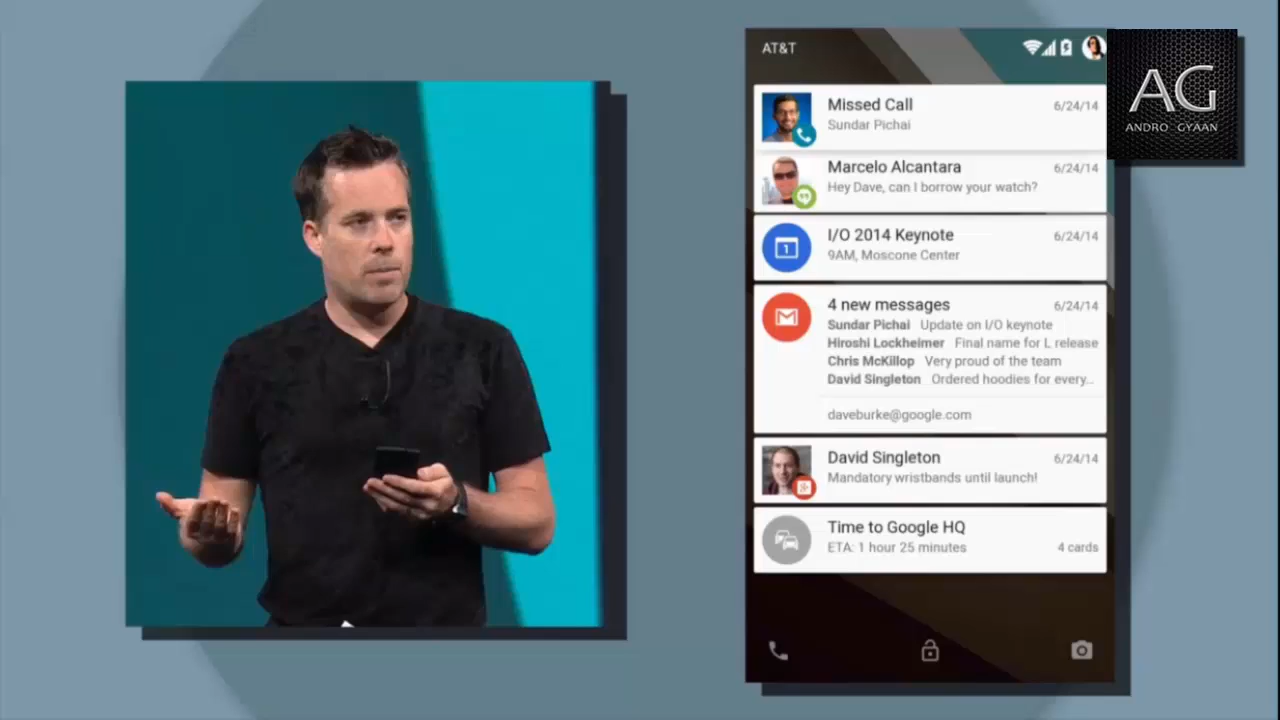 AT&T
Missed Call 6/24/14
Sundar Pichai
Marcelo Alcantara 6/24/14
Hey Dave, can I borrow your watch?
1
I/O 2014 Keynote 6/24/14
9AM, Moscone Center
4 new messages 6/24/14
Sundar Pichai Update on I/O keynote
Hiroshi Lockheimer Final name for L release
Chris McKillop Very proud of the team
David Singleton Ordered hoodies for every...
daveburke@google.com
David Singleton 6/24/14
Mandatory wristbands until launch!
Time to Google HQ
ETA: 1 hour 25 minutes 4 cards
AG
ANDRO GYAAN